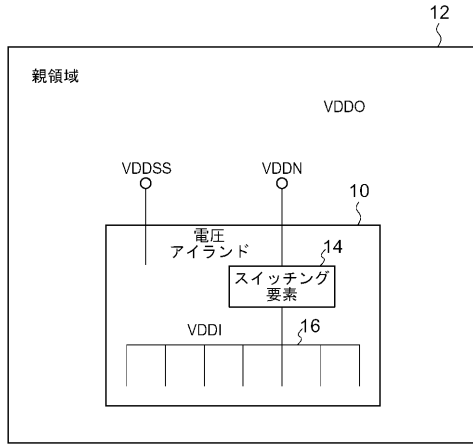 12
親領域
VDDO
VDDSS
VDDN
10
電圧
アイランド
14
スイッチング
要素
VDDI
16